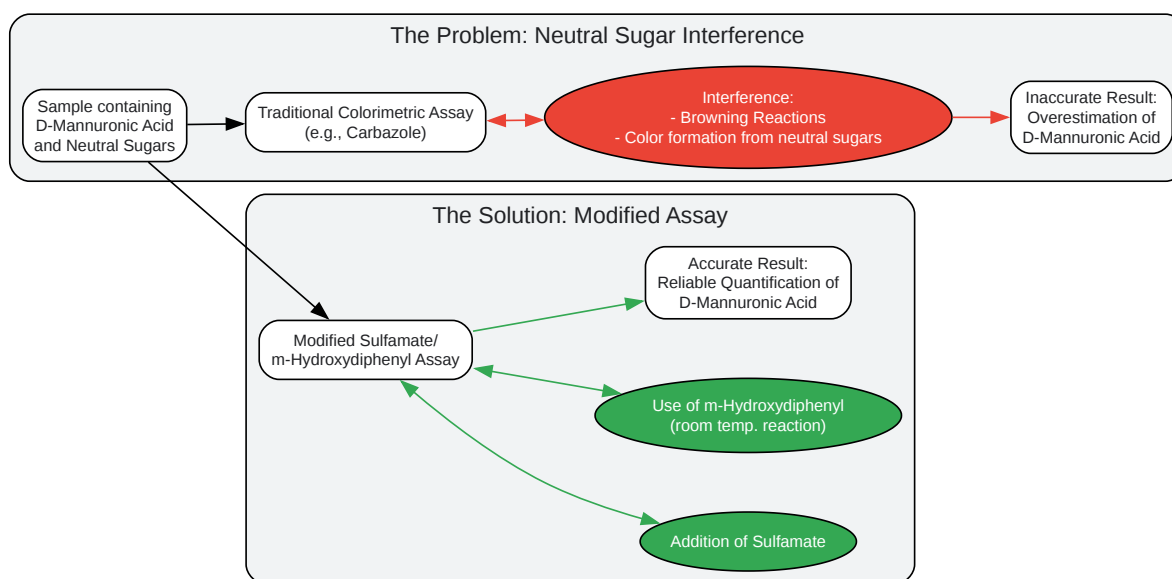 The Problem: Neutral Sugar Interference
Sample containing
D-Mannuronic Acid
and Neutral Sugars
Traditional Colorimetric Assay
(e.g., Carbazole)
Interference:
- Browning Reactions
- Color formation from neutral sugars
Inaccurate Result:
Overestimation of
D-Mannuronic Acid
The Solution: Modified Assay
Accurate Result:
Reliable Quantification of
D-Mannuronic Acid
Modified Sulfamate/
m-Hydroxydiphenyl Assay
Use of m-Hydroxydiphenyl
(room temp. reaction)
Addition of Sulfamate